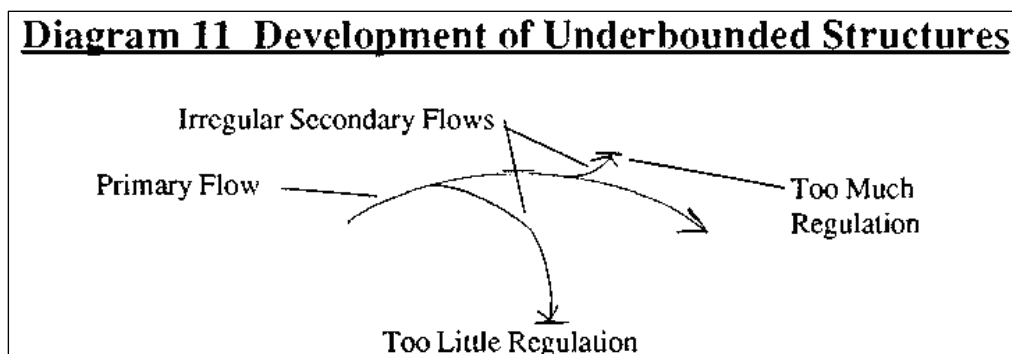 Diagram 11 Development of Underbounded Structures
Irregular Secondary Flows
Primary Flow
Too Much
Regulation
Too Little Regulation